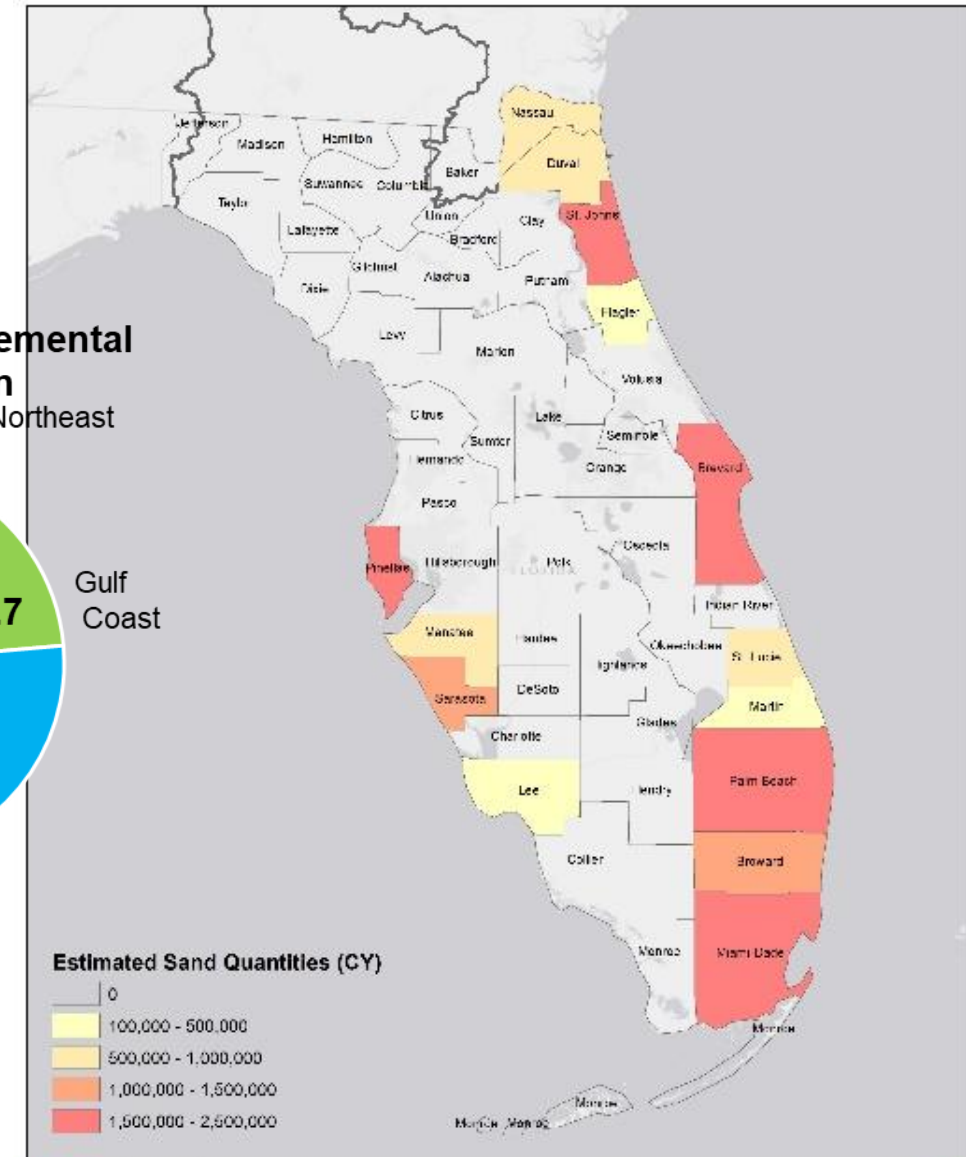 emental
n
Northeast
.7
Gulf
Coast
Nassau
Jefferson
Madison
Hamilton
Duval
Baker
Suwannee
Columbia
Taylor
Union
Clay
St. Johns
Lafayette
Bradford
Gilchrist
Alachua
Putnam
Dixie
Flagler
Levy
Marion
Volusia
Citrus
Lake
Sumter
Seminole
Hernando
Orange
Brevard
Pasco
Osceola
Pinellas
Hillsborough
Polk
FLORIDA
Indian River
Manatee
Hardee
Okeechobee
St. Lucie
Highlands
Sarasota
DeSoto
Martin
Glades
Charlotte
Lee
Hendry
Palm Beach
Collier
Broward
Monroe
Miami-Dade
Monroe
Monroe
Monroe
Monroe
Estimated Sand Quantities (CY)
0
100,000 - 500,000
500,000 - 1,000,000
1,000,000 - 1,500,000
1,500,000 - 2,500,000